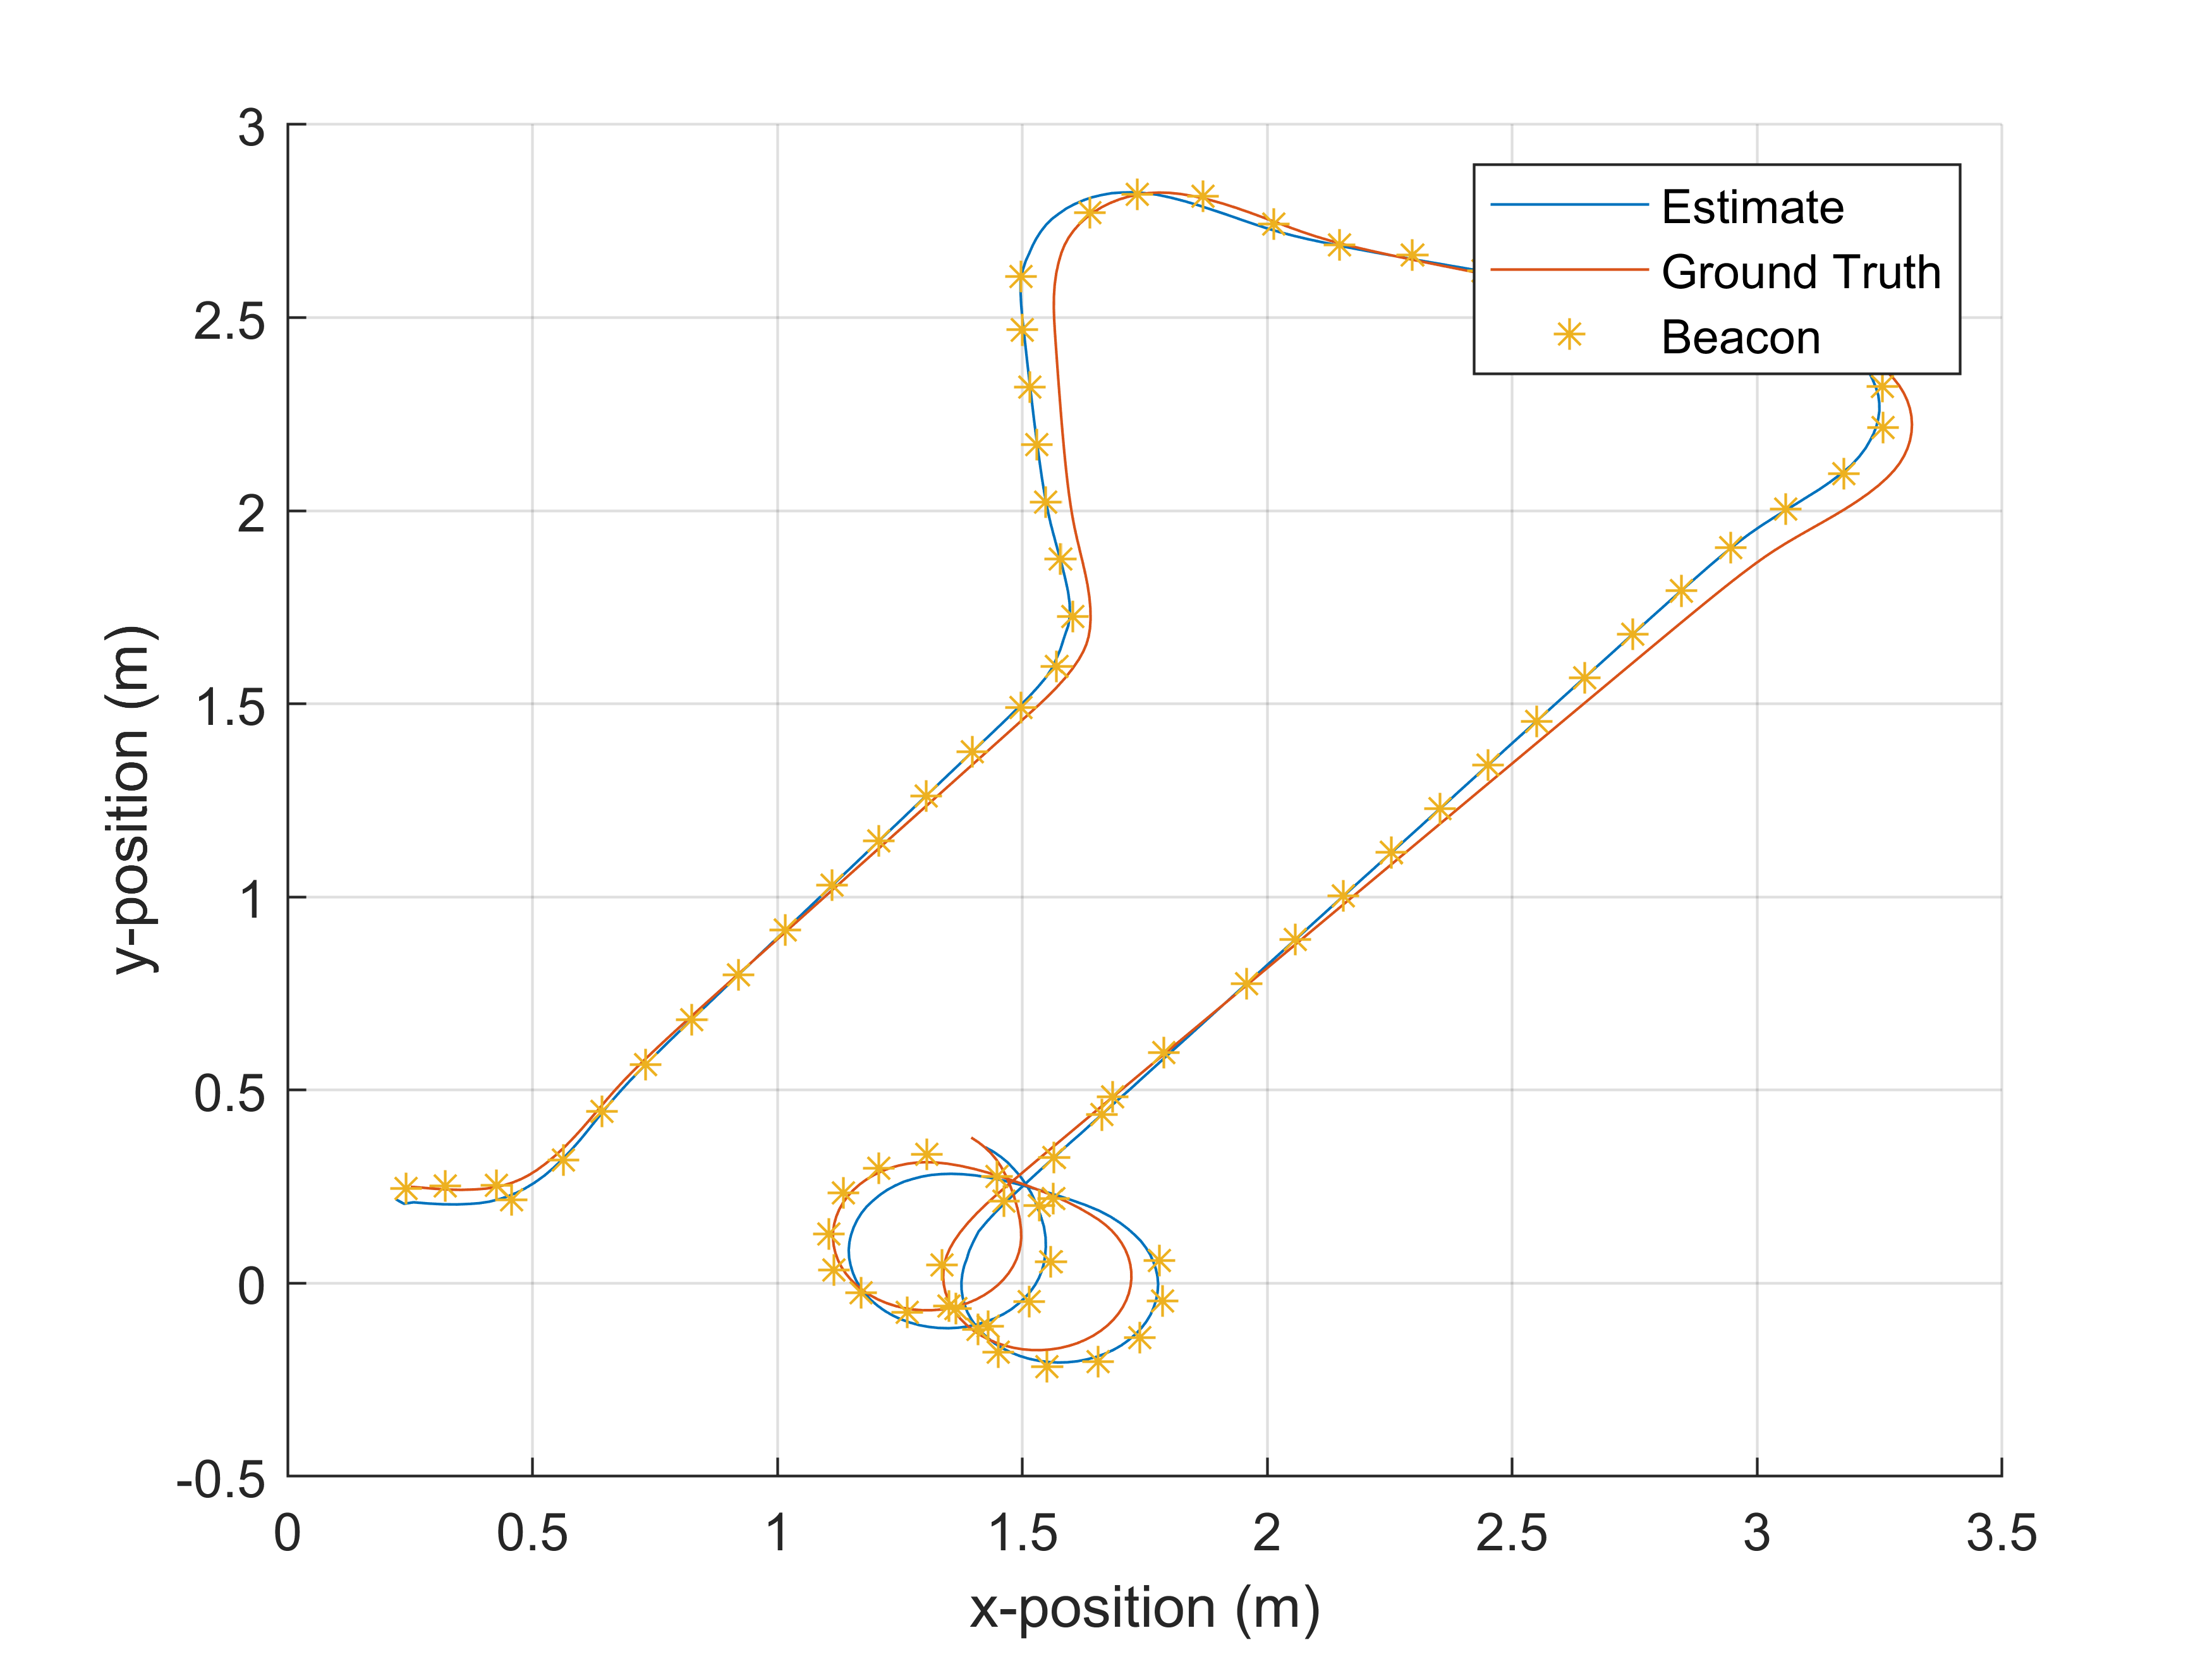 3
2.5
2
1.5
1
0.5
0
-0.5
0 0.5 1 1.5 2 2.5 3 3.5
x-position (m)
y-position (m)
Estimate
Ground Truth
Beacon